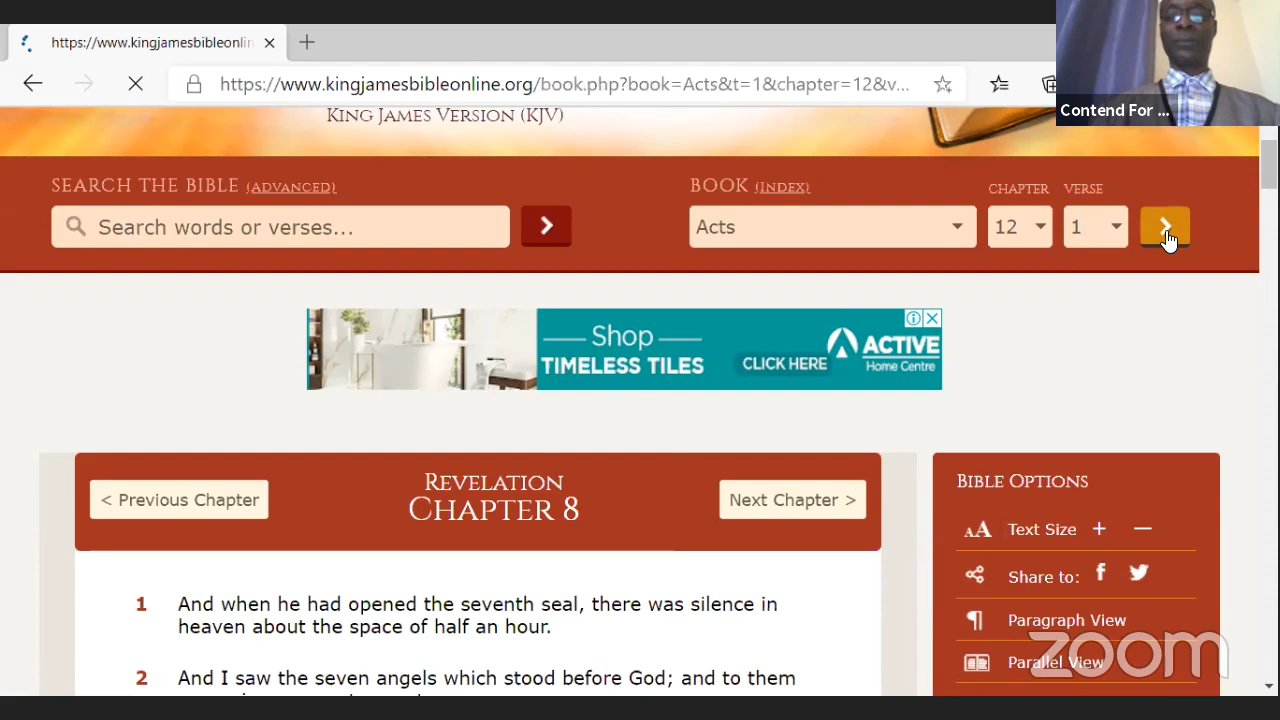 https://www.kingjamesbibleonlin
https://www.kingjamesbibleonline.org/book.php?book=Acts&t=1&chapter=12&v...
Contend For ...
King James Version (KJV)
SEARCH THE BIBLE (ADVANCED)
BOOK (INDEX)
CHAPTER
VERSE
Search words or verses...
Acts
12
1
Shop
TIMELESS TILES
CLICK HERE
ACTIVE
Home Centre
< Previous Chapter
Revelation
Chapter 8
Next Chapter >
1 And when he had opened the seventh seal, there was silence in
heaven about the space of half an hour.
2 And I saw the seven angels which stood before God; and to them
Bible Options
AA Text Size + —
Share to:
Paragraph View
Parallel View
zoom